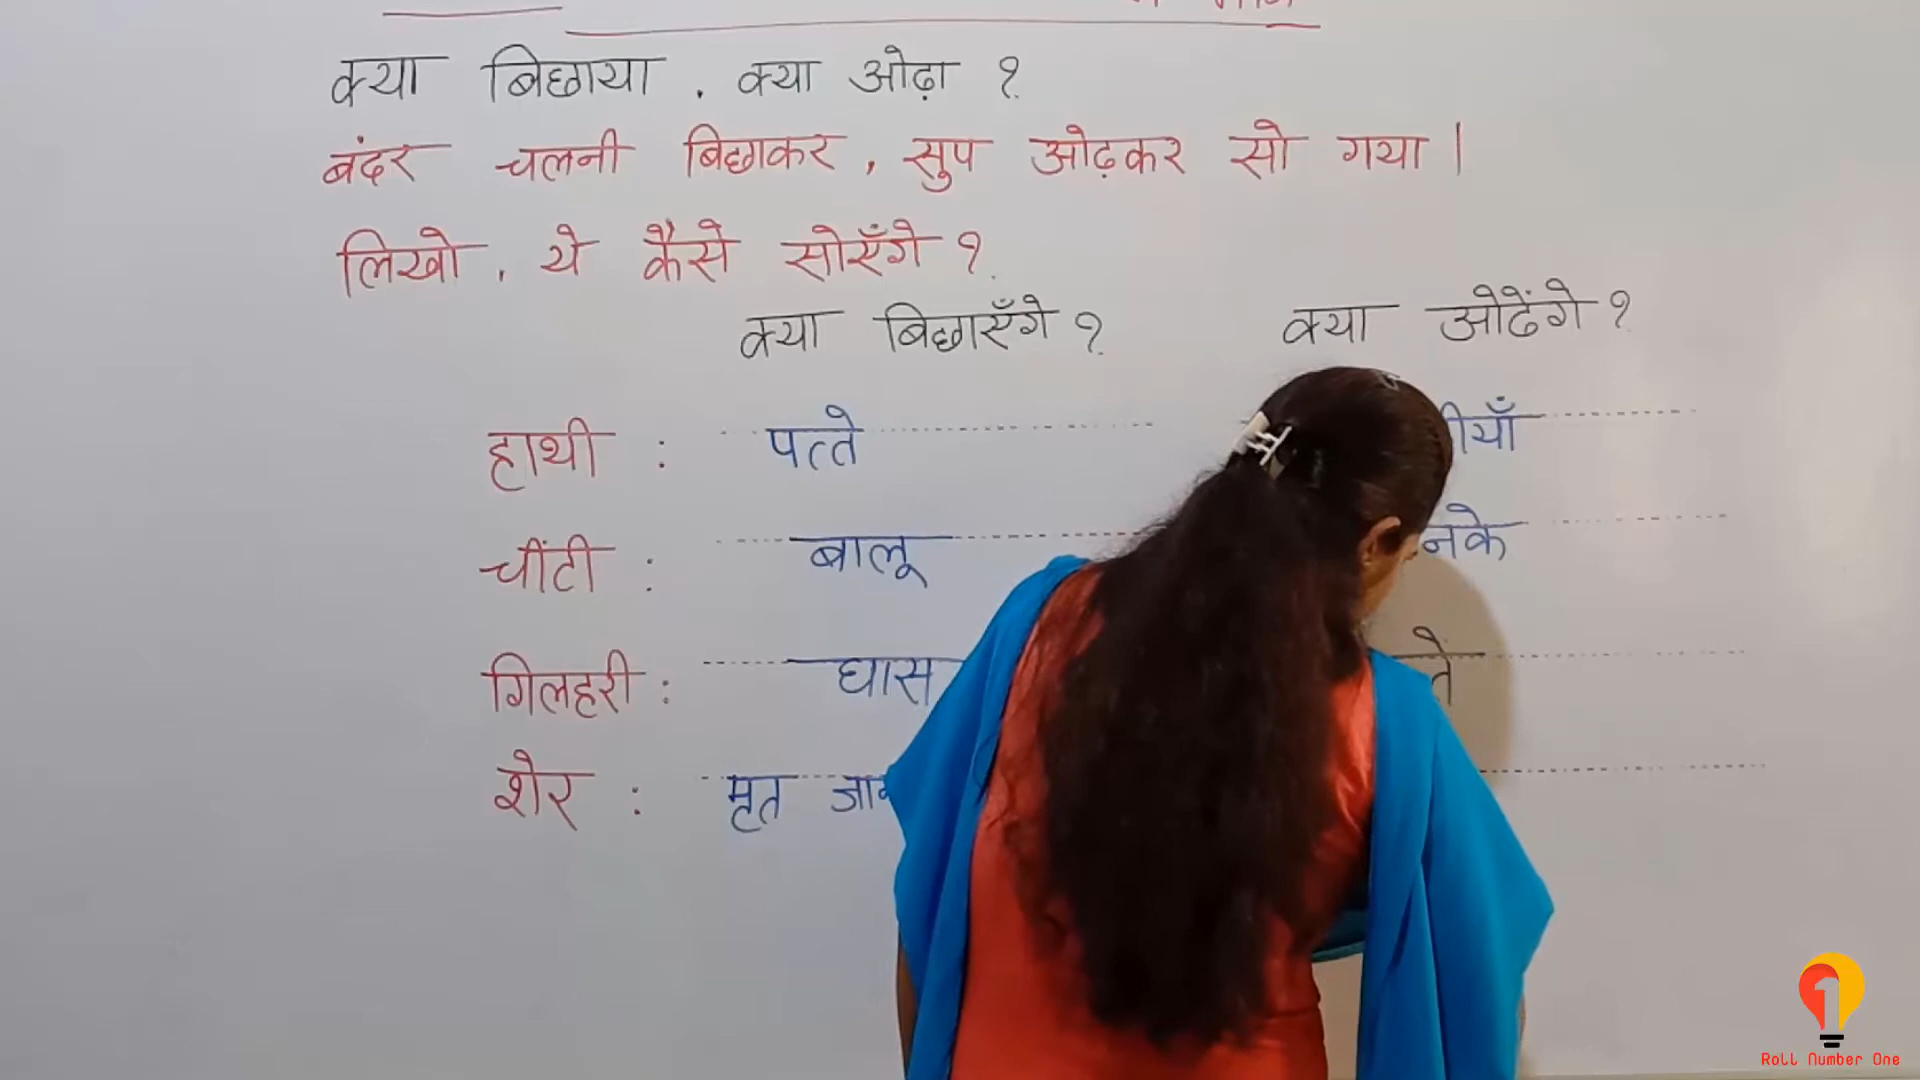 क्या बिछाया , क्या ओढ़ा ?
बंदर चलनी बिछाकर , सुप ओढ़कर सो गया |
लिखो , ये कैसे सोएँगे ?
क्या बिछाएँगे ? क्या ओढेंगे ?
हाथी : पत्ते
चींटी : बालू
गिलहरी : घास
शेर : मृत
Roll Number One